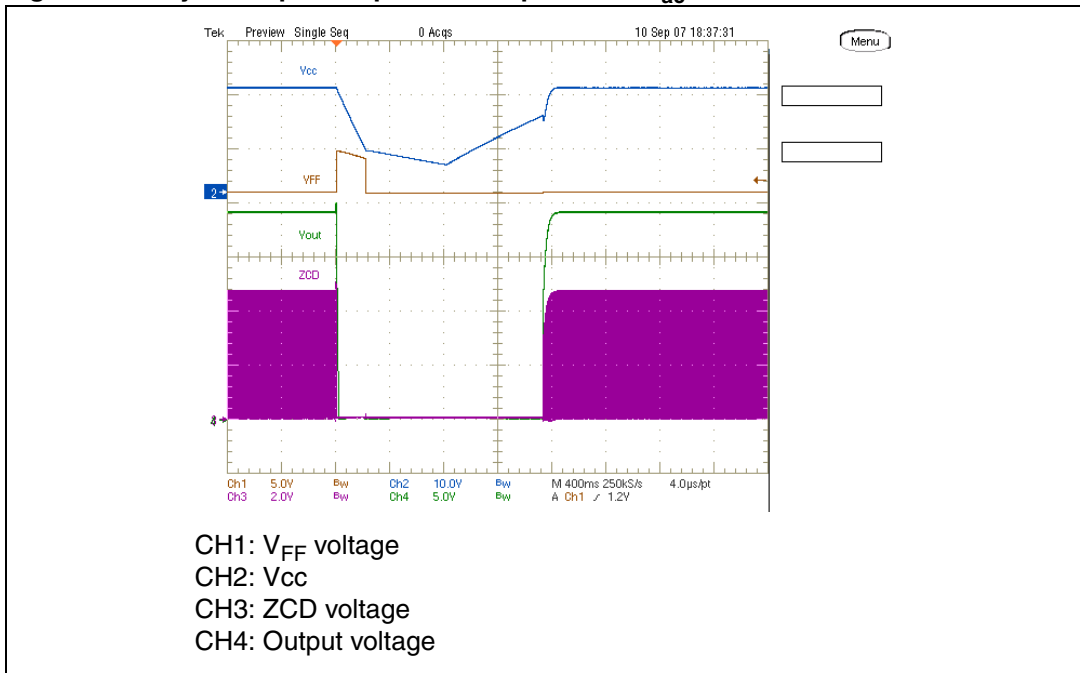 Tek Preview Single Seq 0 Acqs 10 Sep 07 18:37:31
Menu
Vcc
VFF
2
Vout
ZCD
Ch1 5.0V BW Ch2 10.0V BW M 400ms 250kS/s 4.0µs/pt
Ch3 2.0V BW Ch4 5.0V BW A Ch1 / 1.2V
CH1: VFF voltage
CH2: Vcc
CH3: ZCD voltage
CH4: Output voltage